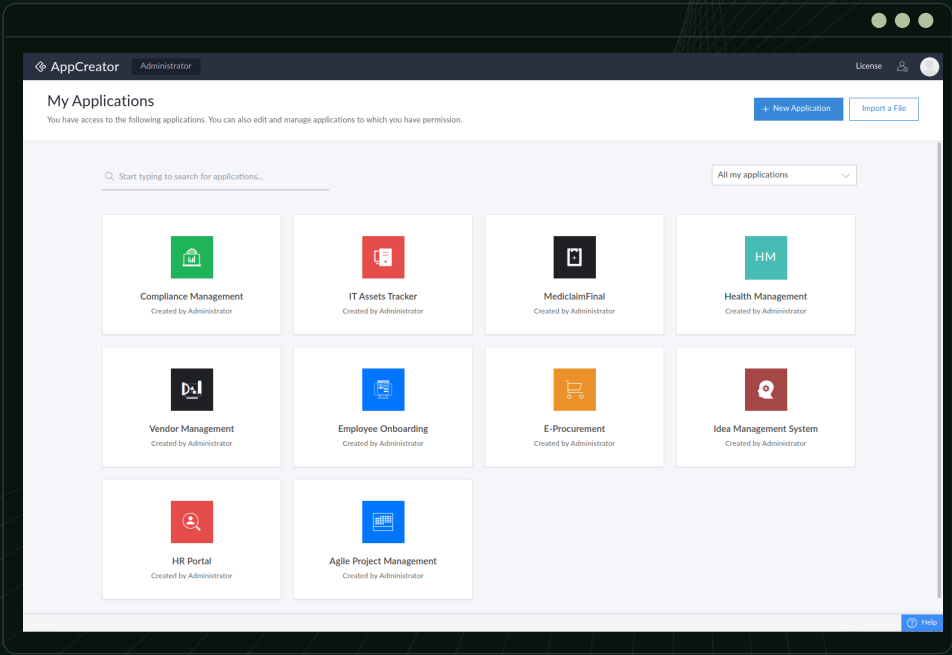 AppCreator Administrator License
My Applications
You have access to the following applications. You can also edit and manage applications to which you have permission.
+ New Application
Import a File
Start typing to search for applications...
All my applications
Compliance Management
Created by Administrator
IT Assets Tracker
Created by Administrator
MediclaimFinal
Created by Administrator
HM
Health Management
Created by Administrator
Vendor Management
Created by Administrator
Employee Onboarding
Created by Administrator
E-Procurement
Created by Administrator
Idea Management System
Created by Administrator
HR Portal
Created by Administrator
Agile Project Management
Created by Administrator
? Help